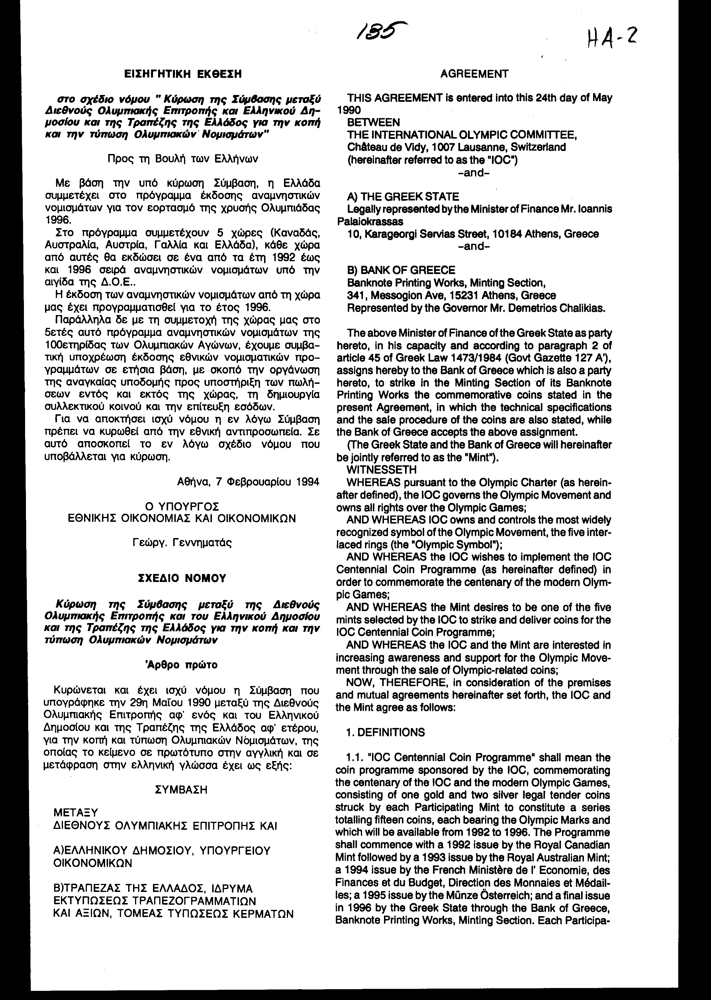 135
HA-2
ΕΙΣΗΓΗΤΙΚΗ ΕΚΘΕΣΗ
στο σχέδιο νόμου " Κύρωση της Σύμβασης μεταξύ
Διεθνούς Ολυμπιακής Επιτροπής και Ελληνικού Δη-
μοσίου και της Τραπέζης της Ελλάδος για την κοπή
και την τύπωση Ολυμπιακών Νομισμάτων"
Προς τη Βουλή των Ελλήνων
Με βάση την υπό κύρωση Σύμβαση, η Ελλάδα
συμμετέχει στο πρόγραμμα έκδοσης αναμνηστικών
νομισμάτων για τον εορτασμό της χρυσής Ολυμπιάδας
1996.
Στο πρόγραμμα συμμετέχουν 5 χώρες (Καναδάς,
Αυστραλία, Αυστρία, Γαλλία και Ελλάδα), κάθε χώρα
από αυτές θα εκδώσει σε ένα από τα έτη 1992 έως
και 1996 σειρά αναμνηστικών νομισμάτων υπό την
αιγίδα της Δ.Ο.Ε..
Η έκδοση των αναμνηστικών νομισμάτων από τη χώρα
μας έχει προγραμματισθεί για το έτος 1996.
Παράλληλα δε με τη συμμετοχή της χώρας μας στο
5ετές αυτό πρόγραμμα αναμνηστικών νομισμάτων της
100ετηρίδας των Ολυμπιακών Αγώνων, έχουμε συμβα-
τική υποχρέωση έκδοσης εθνικών νομισματικών προ-
γραμμάτων σε ετήσια βάση, με σκοπό την οργάνωση
της αναγκαίας υποδομής προς υποστήριξη των πωλή-
σεων εντός και εκτός της χώρας, τη δημιουργία
συλλεκτικού κοινού και την επίτευξη εσόδων.
Για να αποκτήσει ισχύ νόμου η εν λόγω Σύμβαση
πρέπει να κυρωθεί από την εθνική αντιπροσωπεία. Σε
αυτό αποσκοπεί το εν λόγω σχέδιο νόμου που
υποβάλλεται για κύρωση.
Αθήνα, 7 Φεβρουαρίου 1994
Ο ΥΠΟΥΡΓΟΣ
ΕΘΝΙΚΗΣ ΟΙΚΟΝΟΜΙΑΣ ΚΑΙ ΟΙΚΟΝΟΜΙΚΩΝ
Γεώργ. Γεννηματάς
ΣΧΕΔΙΟ ΝΟΜΟΥ
Κύρωση της Σύμβασης μεταξύ της Διεθνούς
Ολυμπιακής Επιτροπής και του Ελληνικού Δημοσίου
και της Τραπέζης της Ελλάδος για την κοπή και την
τύπωση Ολυμπιακών Νομισμάτων
'Αρθρο πρώτο
Κυρώνεται και έχει ισχύ νόμου η Σύμβαση που
υπογράφηκε την 29η Μαΐου 1990 μεταξύ της Διεθνούς
Ολυμπιακής Επιτροπής αφ' ενός και του Ελληνικού
Δημοσίου και της Τραπέζης της Ελλάδος αφ' ετέρου,
για την κοπή και τύπωση Ολυμπιακών Νομισμάτων, της
οποίας το κείμενο σε πρωτότυπο στην αγγλική και σε
μετάφραση στην ελληνική γλώσσα έχει ως εξής:
ΣΥΜΒΑΣΗ
ΜΕΤΑΞΥ
ΔΙΕΘΝΟΥΣ ΟΛΥΜΠΙΑΚΗΣ ΕΠΙΤΡΟΠΗΣ ΚΑΙ
Α)ΕΛΛΗΝΙΚΟΥ ΔΗΜΟΣΙΟΥ, ΥΠΟΥΡΓΕΙΟΥ
ΟΙΚΟΝΟΜΙΚΩΝ
Β)ΤΡΑΠΕΖΑΣ ΤΗΣ ΕΛΛΑΔΟΣ, ΙΔΡΥΜΑ
ΕΚΤΥΠΩΣΕΩΣ ΤΡΑΠΕΖΟΓΡΑΜΜΑΤΙΩΝ
ΚΑΙ ΑΞΙΩΝ, ΤΟΜΕΑΣ ΤΥΠΩΣΕΩΣ ΚΕΡΜΑΤΩΝ
AGREEMENT
THIS AGREEMENT is entered into this 24th day of May
1990
BETWEEN
THE INTERNATIONAL OLYMPIC COMMITTEE,
Château de Vidy, 1007 Lausanne, Switzerland
(hereinafter referred to as the "IOC")
-and-
A) THE GREEK STATE
Legally represented by the Minister of Finance Mr. Ioannis
Palaiokrassas
10, Karageorgi Servias Street, 10184 Athens, Greece
-and-
B) BANK OF GREECE
Banknote Printing Works, Minting Section,
341, Messogion Ave, 15231 Athens, Greece
Represented by the Governor Mr. Demetrios Chalikias.
The above Minister of Finance of the Greek State as party
hereto, in his capacity and according to paragraph 2 of
article 45 of Greek Law 1473/1984 (Govt Gazette 127 A'),
assigns hereby to the Bank of Greece which is also a party
hereto, to strike in the Minting Section of its Banknote
Printing Works the commemorative coins stated in the
present Agreement, in which the technical specifications
and the sale procedure of the coins are also stated, while
the Bank of Greece accepts the above assignment.
(The Greek State and the Bank of Greece will hereinafter
be jointly referred to as the "Mint").
WITNESSETH
WHEREAS pursuant to the Olympic Charter (as herein-
after defined), the IOC governs the Olympic Movement and
owns all rights over the Olympic Games;
AND WHEREAS IOC owns and controls the most widely
recognized symbol of the Olympic Movement, the five inter-
laced rings (the "Olympic Symbol");
AND WHEREAS the IOC wishes to implement the IOC
Centennial Coin Programme (as hereinafter defined) in
order to commemorate the centenary of the modern Olym-
pic Games;
AND WHEREAS the Mint desires to be one of the five
mints selected by the IOC to strike and deliver coins for the
IOC Centennial Coin Programme;
AND WHEREAS the IOC and the Mint are interested in
increasing awareness and support for the Olympic Move-
ment through the sale of Olympic-related coins;
NOW, THEREFORE, in consideration of the premises
and mutual agreements hereinafter set forth, the IOC and
the Mint agree as follows:
1. DEFINITIONS
1.1. "IOC Centennial Coin Programme" shall mean the
coin programme sponsored by the IOC, commemorating
the centenary of the IOC and the modern Olympic Games,
consisting of one gold and two silver legal tender coins
struck by each Participating Mint to constitute a series
totalling fifteen coins, each bearing the Olympic Marks and
which will be available from 1992 to 1996. The Programme
shall commence with a 1992 issue by the Royal Canadian
Mint followed by a 1993 issue by the Royal Australian Mint;
a 1994 issue by the French Ministère de l' Economie, des
Finances et du Budget, Direction des Monnaies et Médail-
les; a 1995 issue by the Münze Österreich; and a final issue
in 1996 by the Greek State through the Bank of Greece,
Banknote Printing Works, Minting Section. Each Participa-